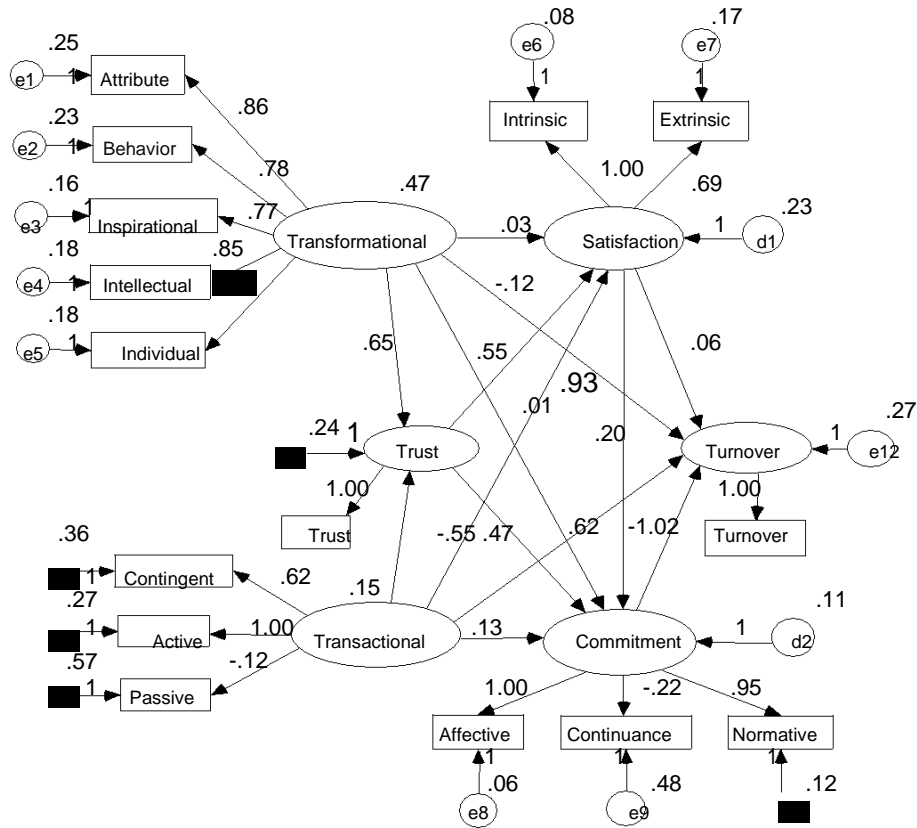 .08
.17
e6
e7
.25
1
1
e1
1
Attribute
Intrinsic
Extrinsic
.86
.23
e2
1
Behavior
.78
1.00
.69
.16
.47
.23
e3
1
Inspirational
.77
Transformational
.03
Satisfaction
1
d1
.18
.85
-.12
e4
1
Intellectual
.18
e5
1
Individual
.65
.55
.06
.93
.01
.24
1
.20
.27
Trust
Turnover
1
e12
1.00
1.00
Trust
-.55
.47
.62
-1.02
Turnover
.36
1
Contingent
.62
.15
.27
.11
1
Active
1.00
Transactional
.13
Commitment
1
d2
.57
-.12
1
Passive
1.00
-.22
.95
Affective
Continuance
Normative
1
1
1
.06
.48
.12
e8
e9